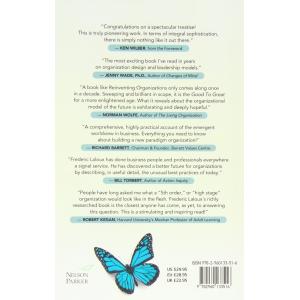 "Congratulations on a spectacular treatise!
This is truly pioneering work. In terms of integral sophistication,
there is simply nothing like it out there."
— KEN WILBER, from the Foreword
"The most exciting book I've read in years
on organization design and leadership models."
— JENNY WADE, Ph.D., Author of Changes of Mind
"A book like Reinventing Organizations only comes along once
in a decade. Sweeping and brilliant in scope, it is the Good To Great
for a more enlightened age. What it reveals about the organizational
model of the future is exhilarating and deeply hopeful."
— NORMAN WOLFE, Author of The Living Organization
"A comprehensive, highly practical account of the emergent
worldview in business. Everything you need to know
about building a new paradigm organization!"
— RICHARD BARRETT, Chairman & Founder, Barrett Values Centre
"Frederic Laloux has done business people and professionals everywhere
a signal service. He has discovered a better future for organizations
by describing, in useful detail, the unusual best practices of today."
— BILL TORBERT, Author of Action Inquiry
"People have long asked me what a "5th order," or "high stage"
organization would look like in the flesh. Frederic Laloux's richly
researched book is the closest anyone has come, as yet, to answering
this question. This is a stimulating and inspiring read!"
— ROBERT KEGAN, Harvard University's Meehan Professor of Adult Learning
US $29.95
NELSON
PARKER